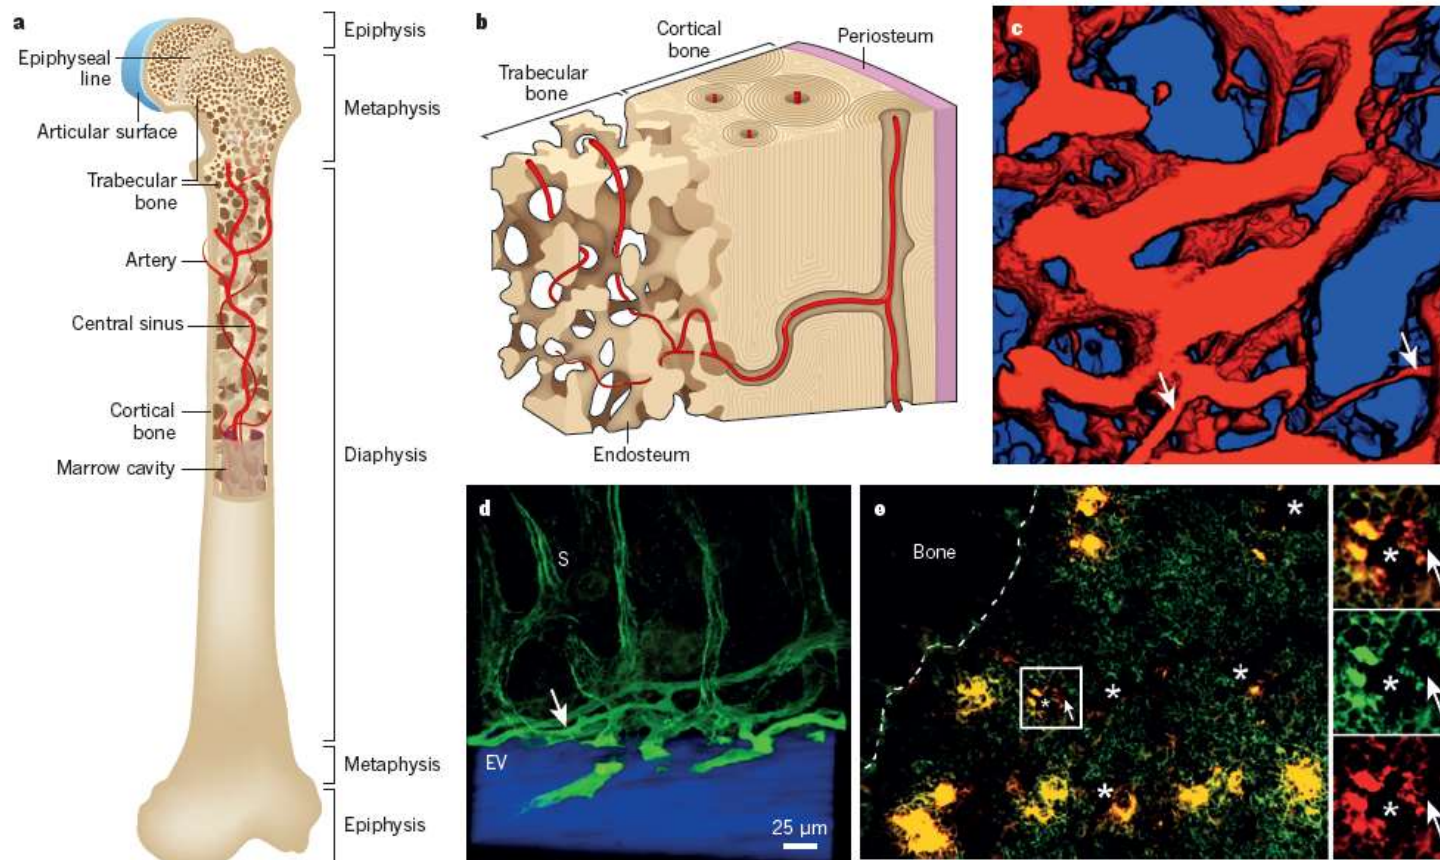 a
Epiphyseal
line
Articular surface
Trabecular
bone
Artery
Central sinus
Cortical
bone
Marrow cavity
Epiphysis
Metaphysis
Diaphysis
Metaphysis
Epiphysis
b
Cortical
bone
Periosteum
Trabecular
bone
Endosteum
c
d
S
EV
25 µm
e
Bone
*
*
*
*
*
*
*
*